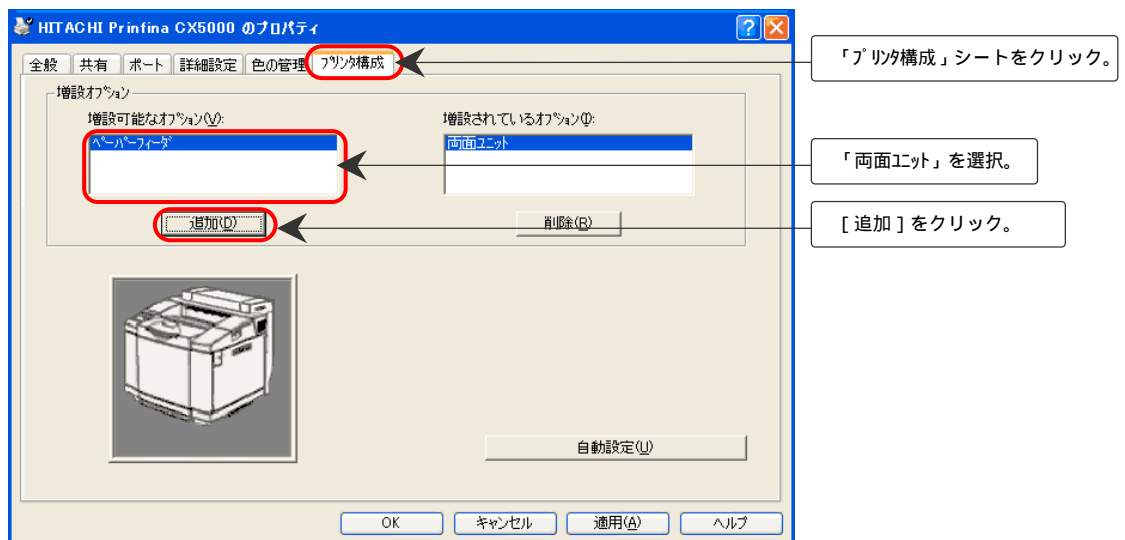 HITACHI Prinfina CX5000 のプロパティ
全般 共有 ポート 詳細設定 色の管理 プリンタ構成
「プリンタ構成」シートをクリック。
増設オプション
増設可能なオプション(V): 増設されているオプション(I):
ペーパーフィーダ 両面ユニット
「両面ユニット」を選択。
追加(D) 削除(R)
[追加]をクリック。
自動設定(U)
OK キャンセル 適用(A) ヘルプ